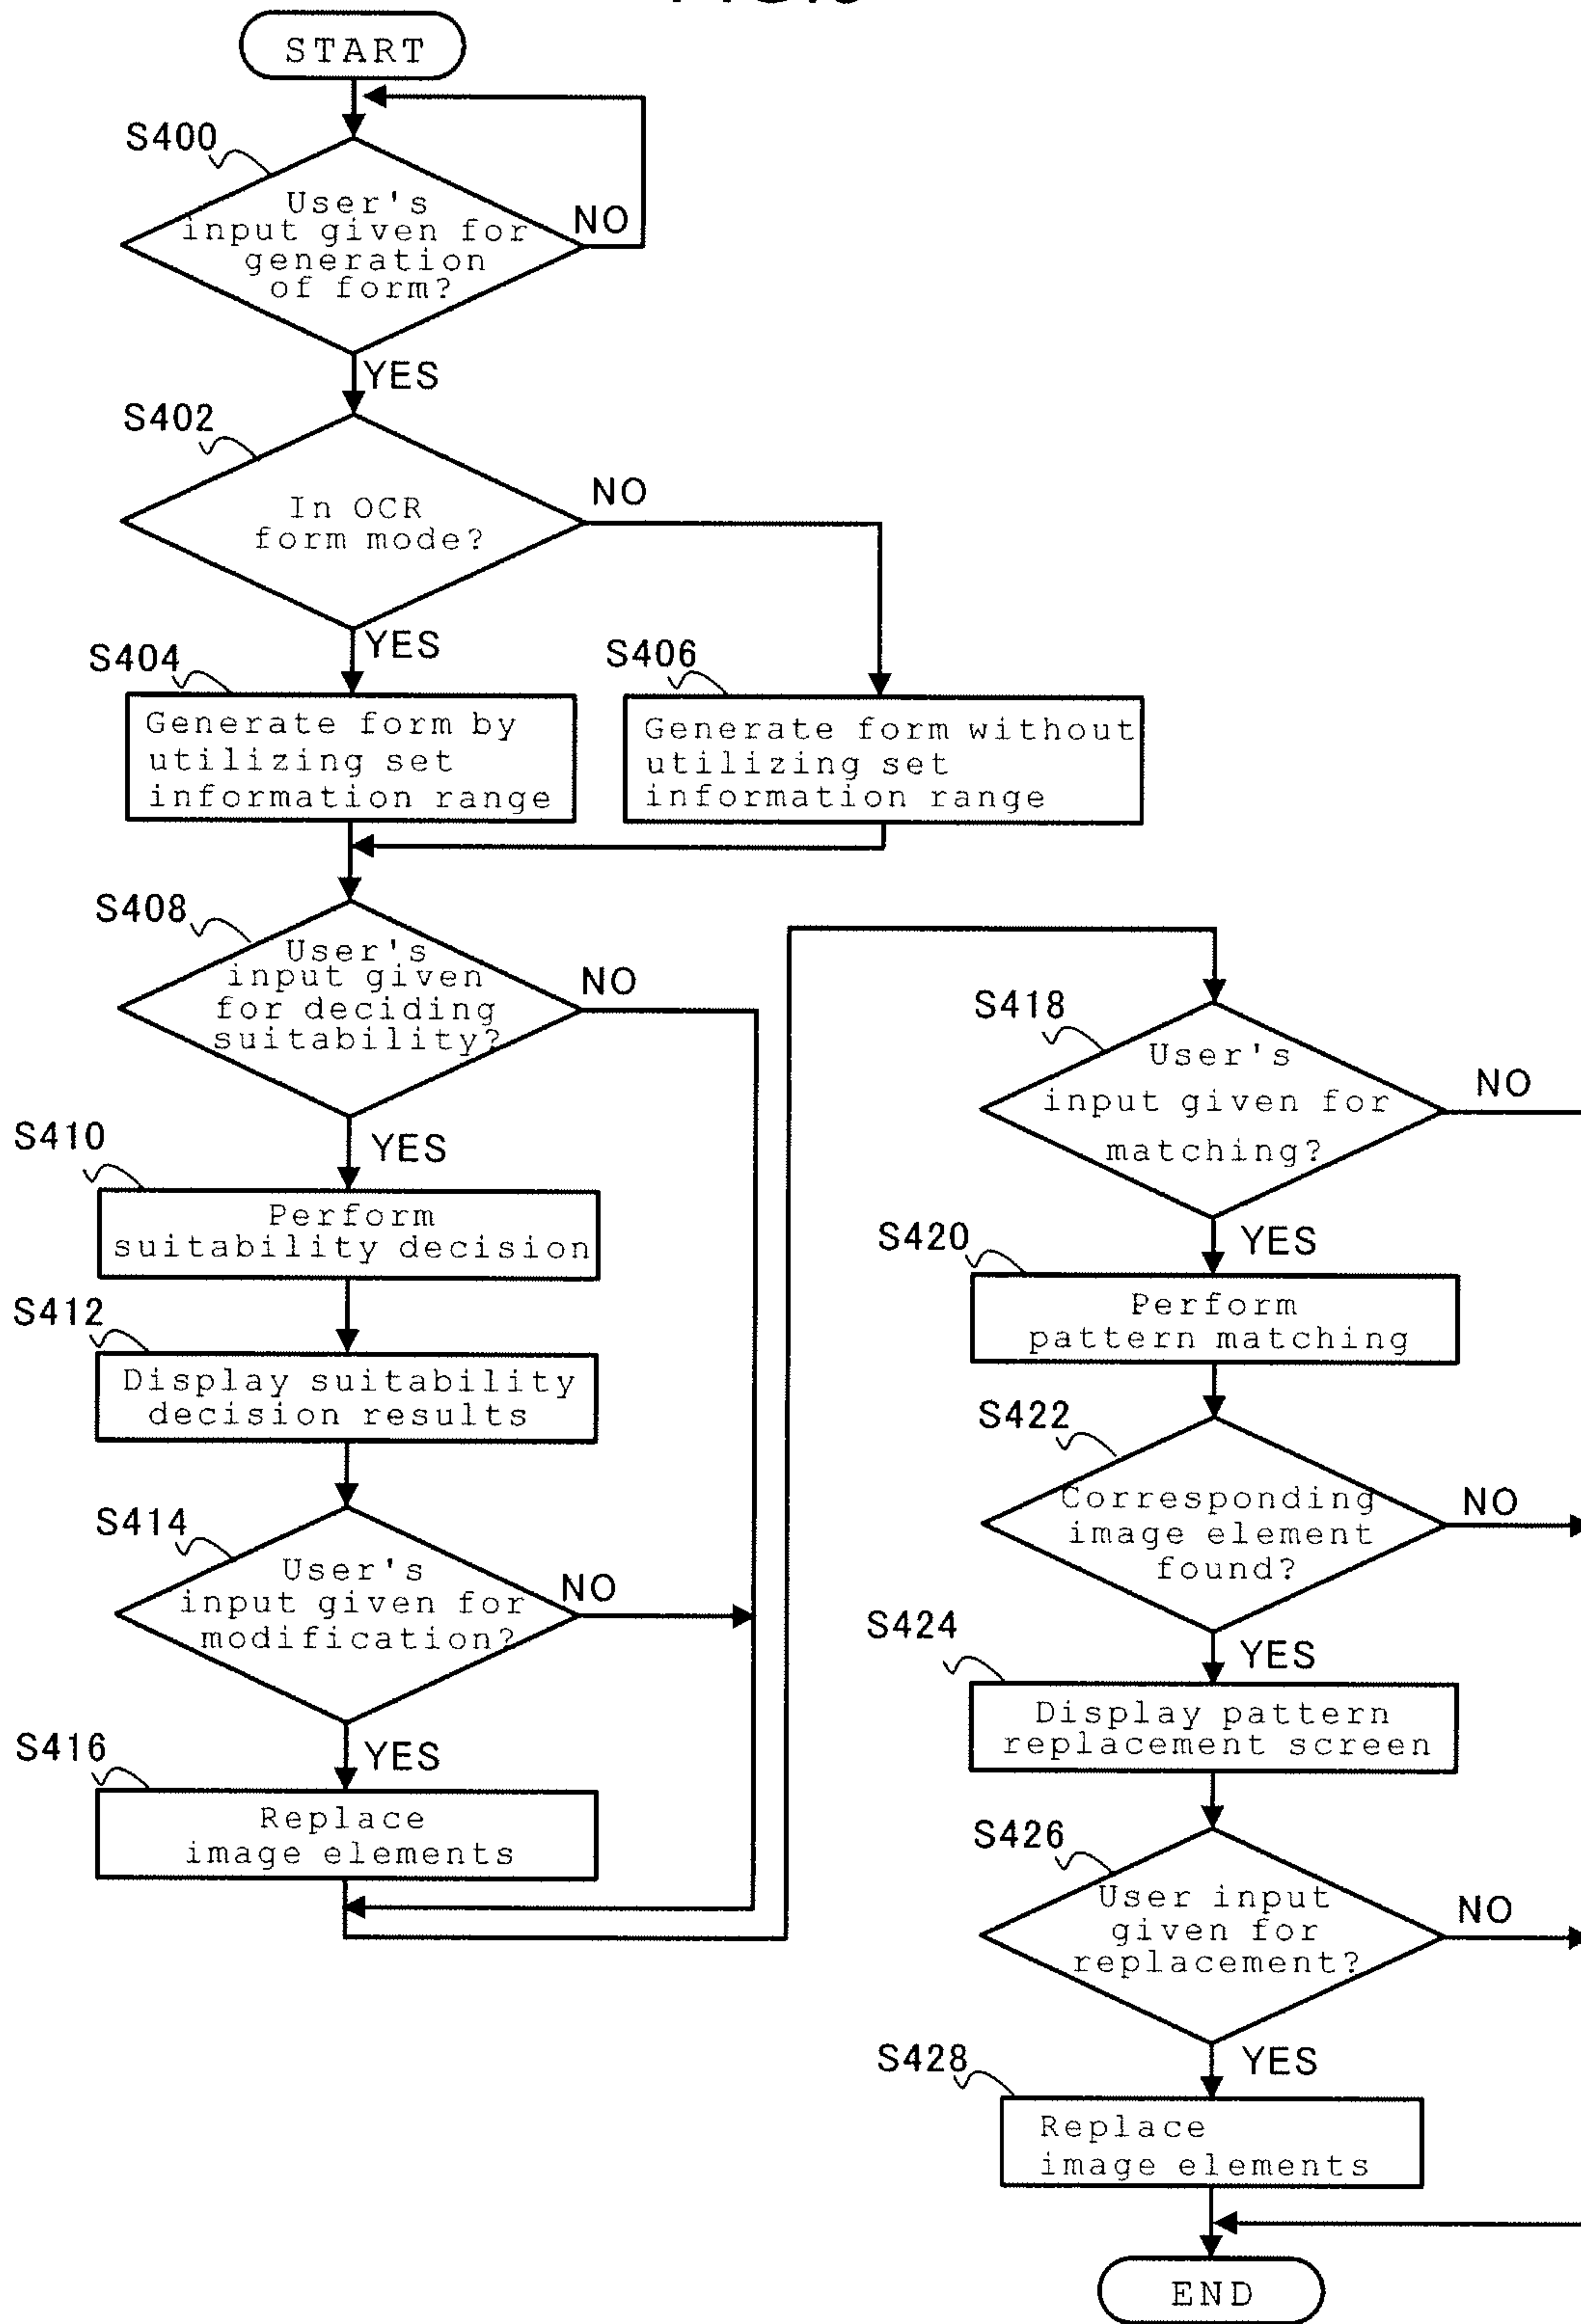 START
S400
User's
input given for
generation
of form?
NO
YES
S402
In OCR
form mode?
NO
YES
S404
Generate form by
utilizing set
information range
S406
Generate form without
utilizing set
information range
S408
User's
input given
for deciding
suitability?
NO
YES
S410
Perform
suitability decision
S412
Display suitability
decision results
S414
User's
input given for
modification?
NO
YES
S416
Replace
image elements
S418
User's
input given for
matching?
NO
YES
S420
Perform
pattern matching
S422
Corresponding
image element
found?
NO
YES
S424
Display pattern
replacement screen
S426
User input
given for
replacement?
NO
YES
S428
Replace
image elements
END